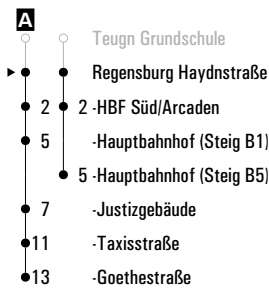 A
Teugn Grundschule
Regensburg Haydnstraße
2 2 -HBF Süd/Arcaden
5 -Hauptbahnhof (Steig B1)
5 -Hauptbahnhof (Steig B5)
7 -Justizgebäude
11 -Taxisstraße
13 -Goethestraße